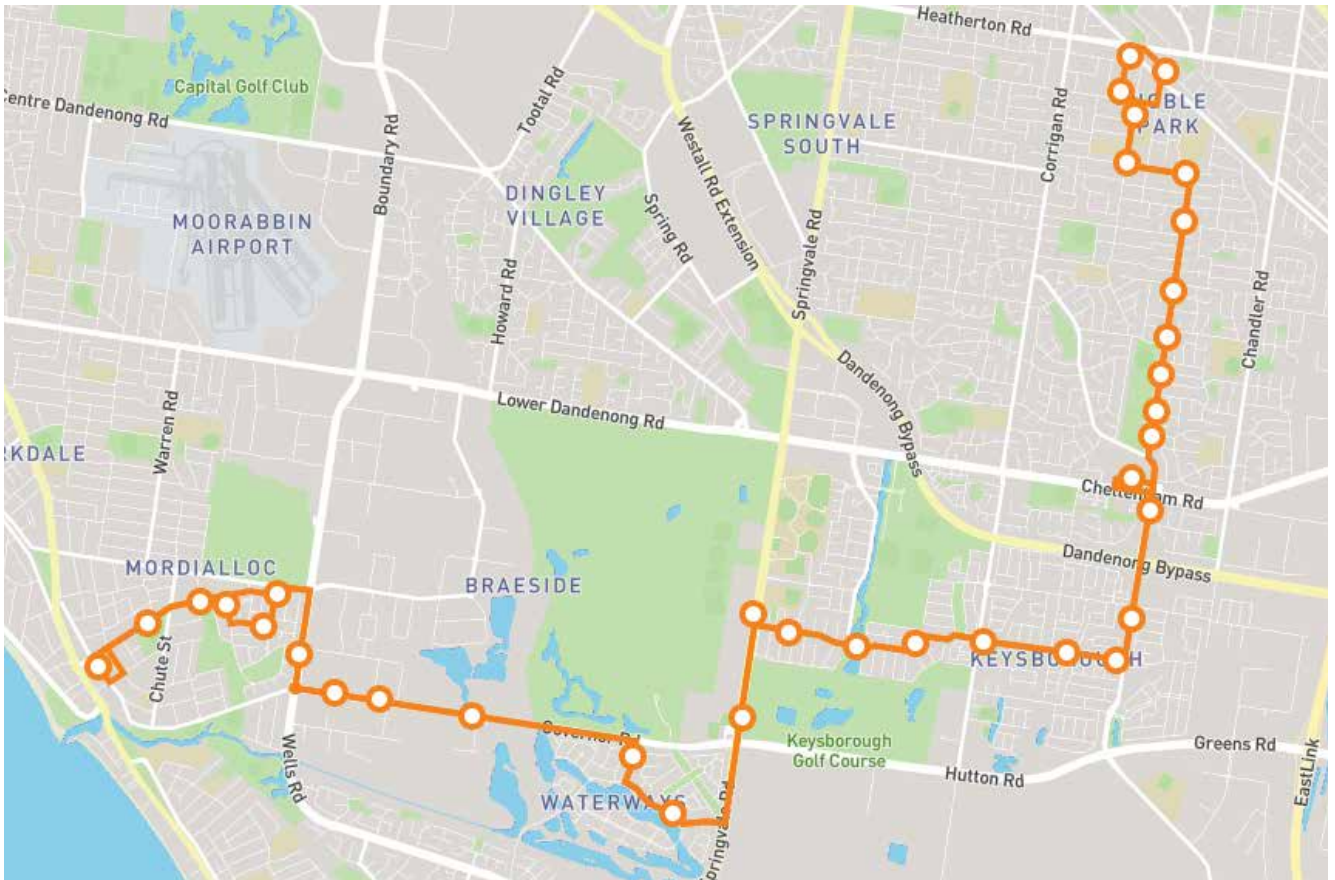 Heatherton Rd
Capital Golf Club
Centre Dandenong Rd
Tootal Rd
Boundary Rd
Westall Rd Extension
SPRINGVALE
SOUTH
Corrigan Rd
NOBLE
PARK
MOORABBIN
AIRPORT
DINGLEY
VILLAGE
Spring Rd
Springvale Rd
Howard Rd
Chandler Rd
Dandenong Bypass
Lower Dandenong Rd
Warren Rd
RKDALE
Cheltenham Rd
Dandenong Bypass
MORDIALLOC
BRAESIDE
Chute St
KEYSBOROUGH
Governor Rd
Keysborough
Golf Course
Greens Rd
Hutton Rd
Wells Rd
WATERWAYS
Springvale Rd
EastLink